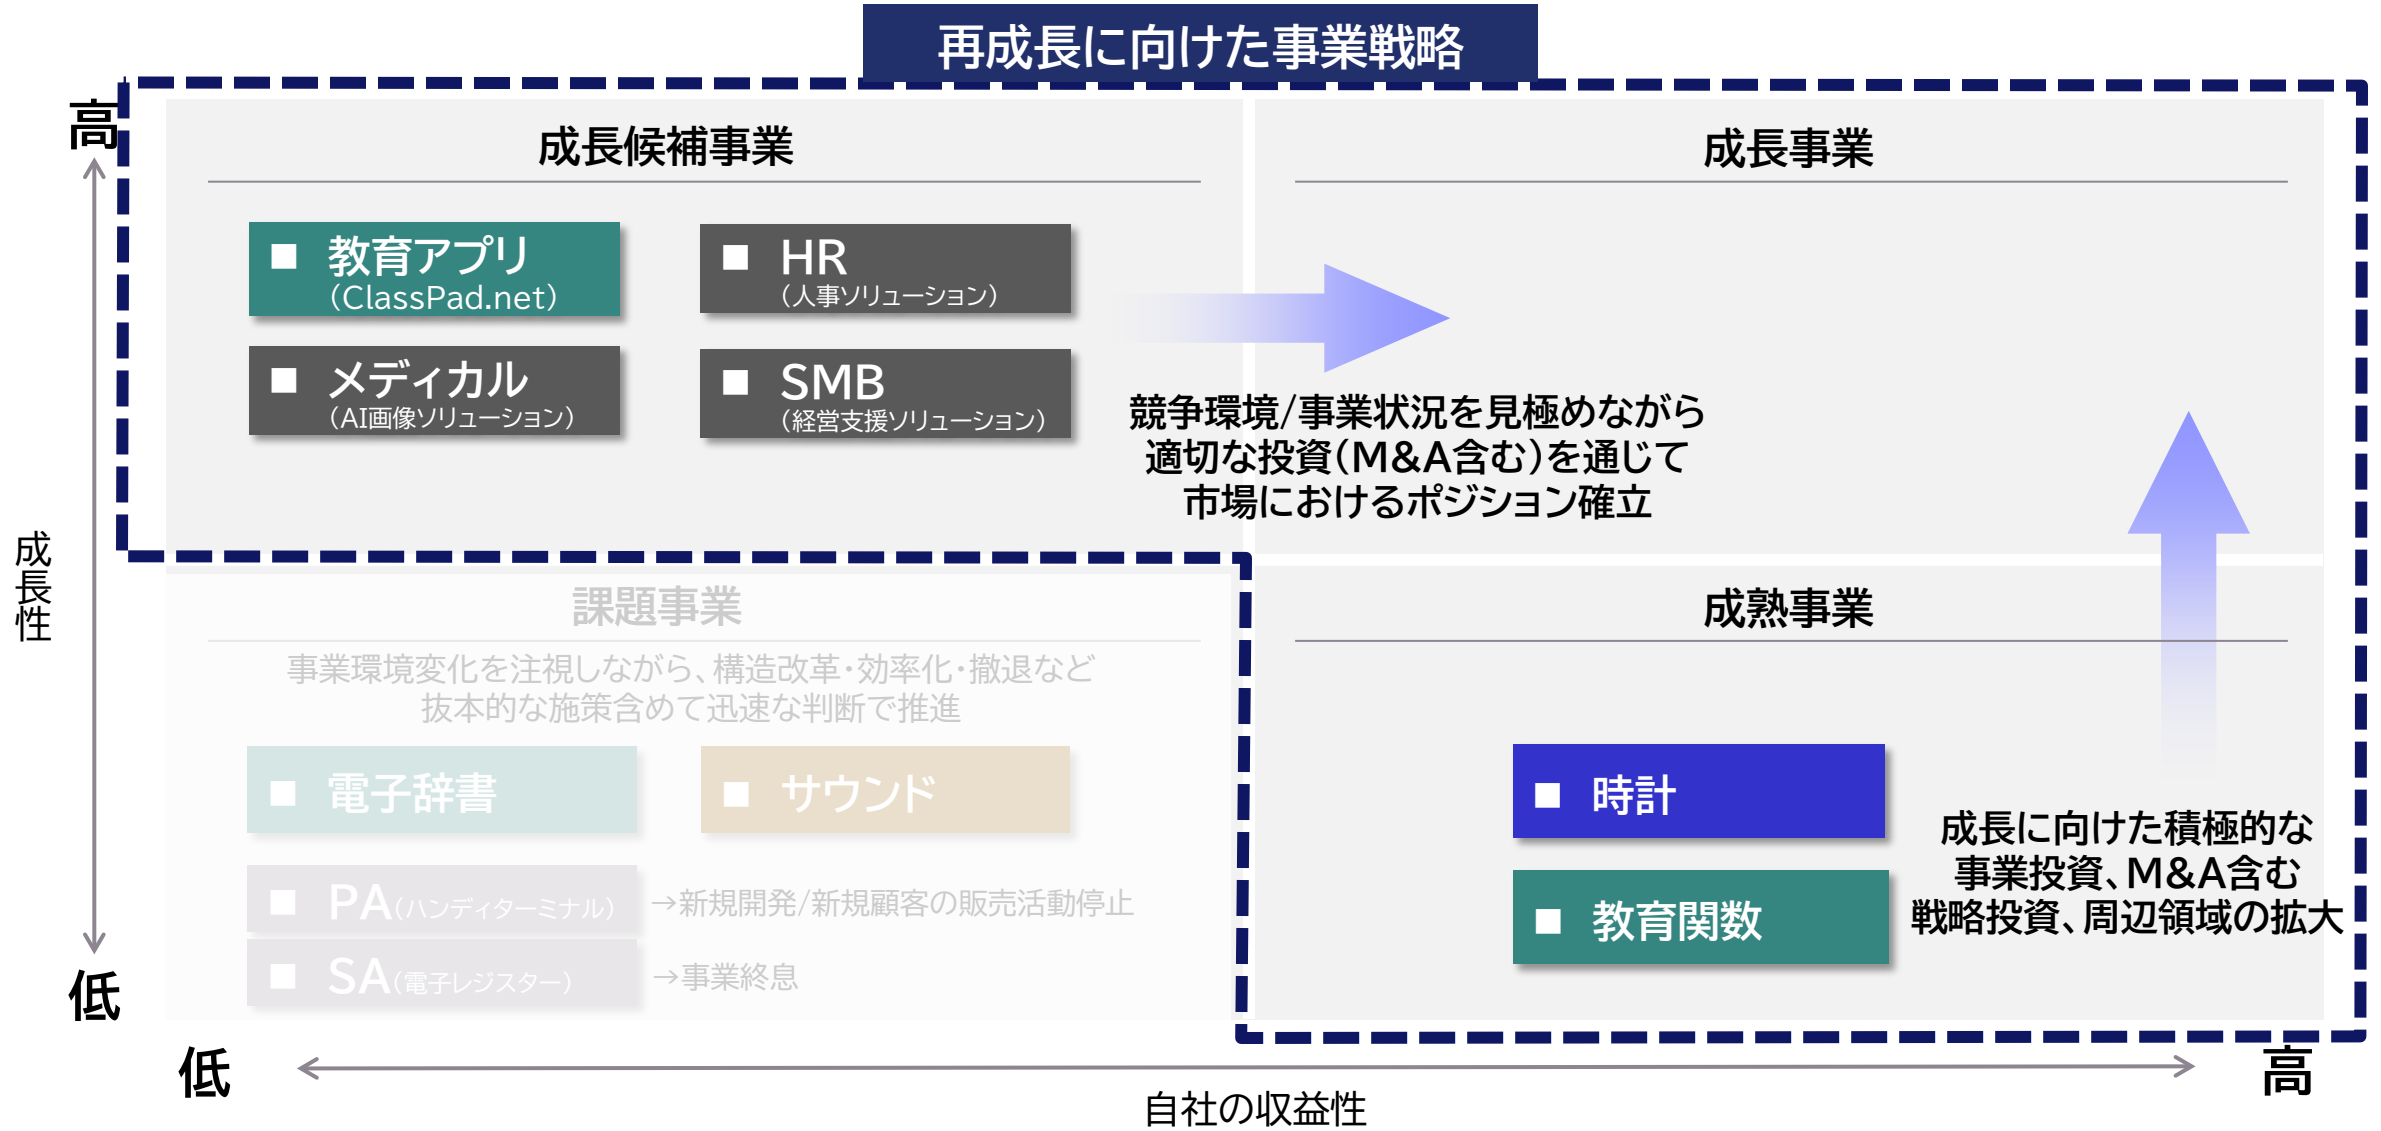 再成長に向けた事業戦略
高
成長候補事業
成長事業
■ 教育アプリ
（ClassPad.net）
■ HR
（人事ソリューション）
■ メディカル
（AI画像ソリューション）
■ SMB
（経営支援ソリューション）
競争環境/事業状況を見極めながら
適切な投資（M&A含む）を通じて
市場におけるポジション確立
成長性
課題事業
事業環境変化を注視しながら、構造改革・効率化・撤退など
抜本的な施策含めて迅速な判断で推進
■ 電子辞書
■ サウンド
■ PA（ハンディターミナル）
→新規開発/新規顧客の販売活動停止
■ SA（電子レジスター）
→事業終息
成熟事業
■ 時計
■ 教育関数
成長に向けた積極的な
事業投資、M&A含む
戦略投資、周辺領域の拡大
低
低
高
自社の収益性